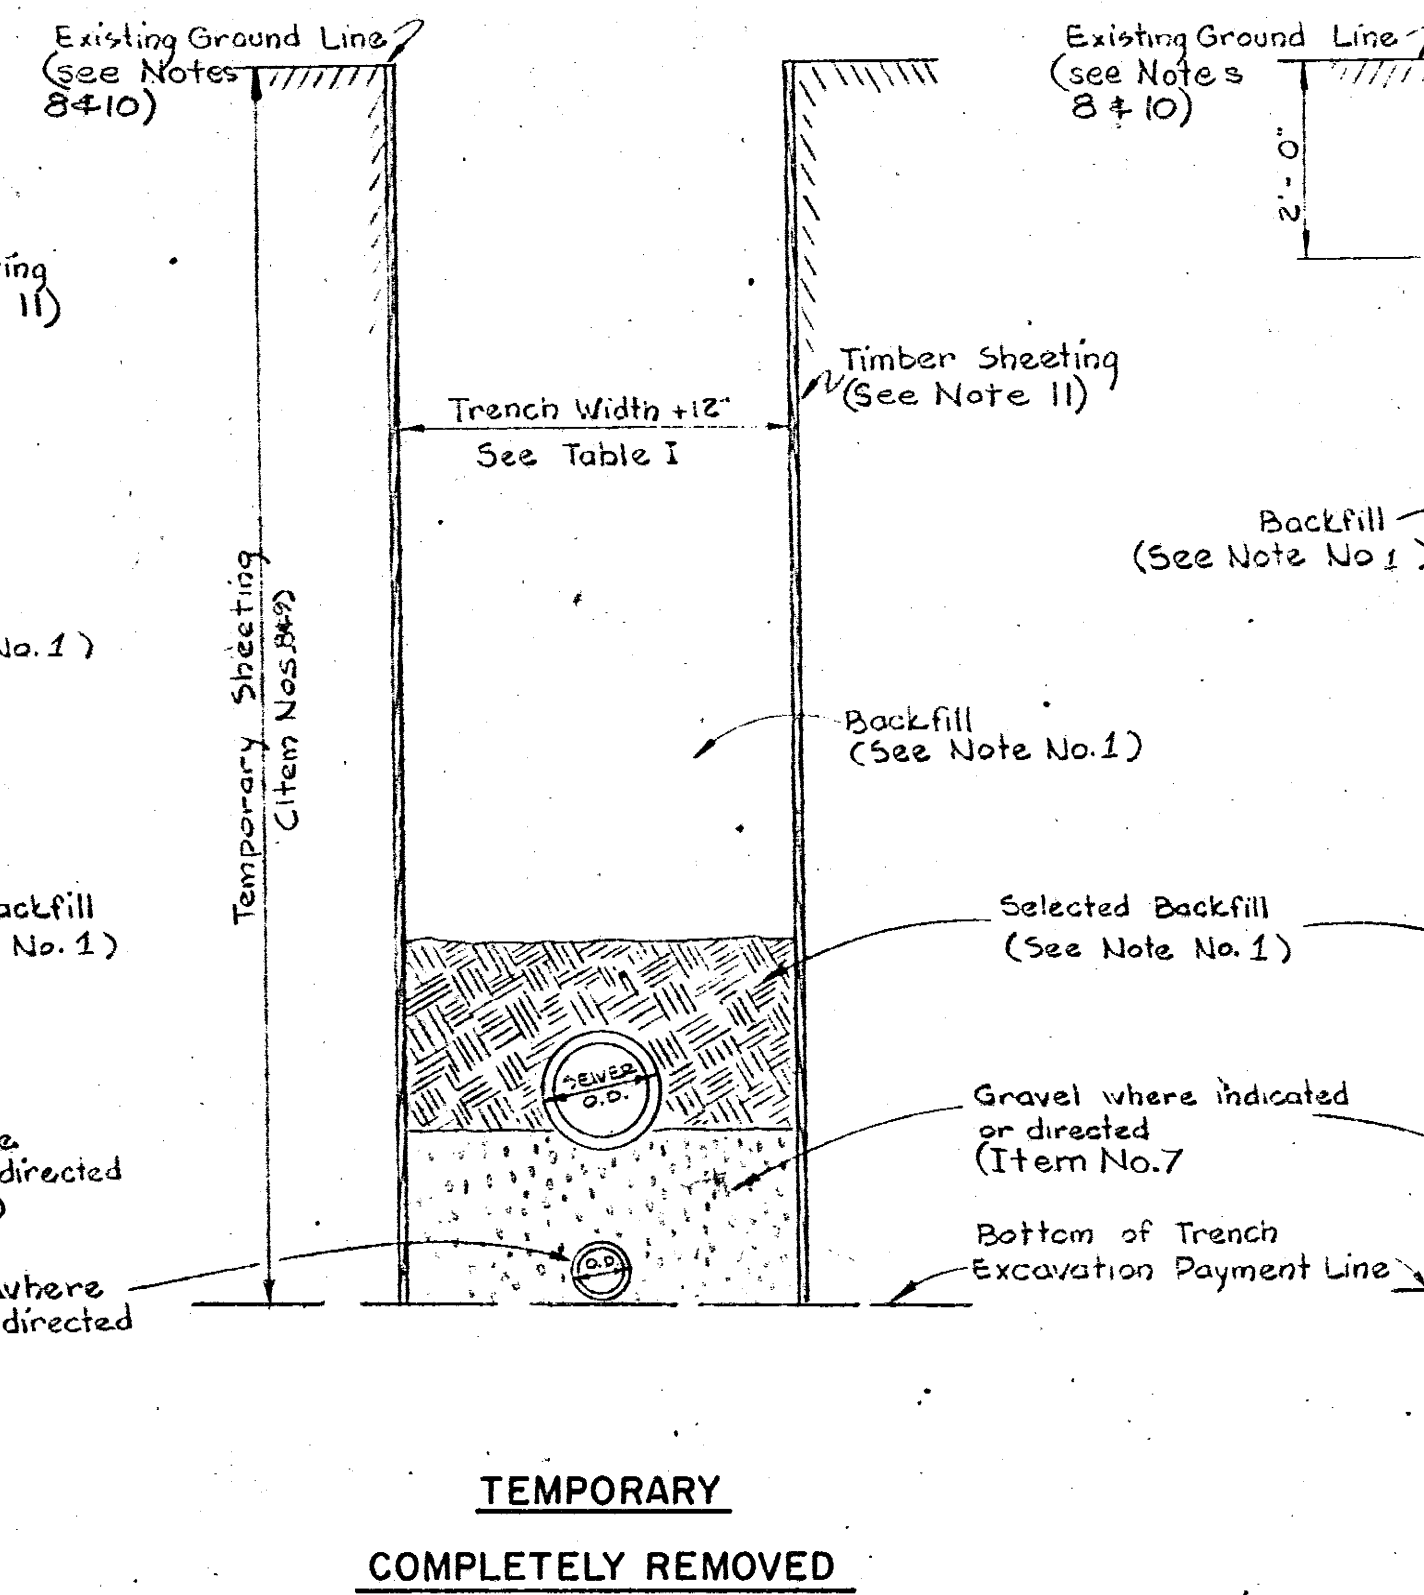 Existing Ground Line
(see Notes
8&10)
Existing Ground Line
(see Notes
8 & 10)
2'-0"
ing
11)
Timber Sheeting
(See Note 11)
Trench Width +12"
See Table I
Backfill
(See Note No 1)
Temporary Sheeting
(Item Nos. 8&9)
No. 1)
Backfill
(See Note No. 1)
ackfill
No. 1)
Selected Backfill
(See Note No. 1)
SEWER
O.D.
Gravel where indicated
or directed
(Item No. 7
directed
)
Bottom of Trench
Excavation Payment Line
O.D.
where
directed
TEMPORARY
COMPLETELY REMOVED